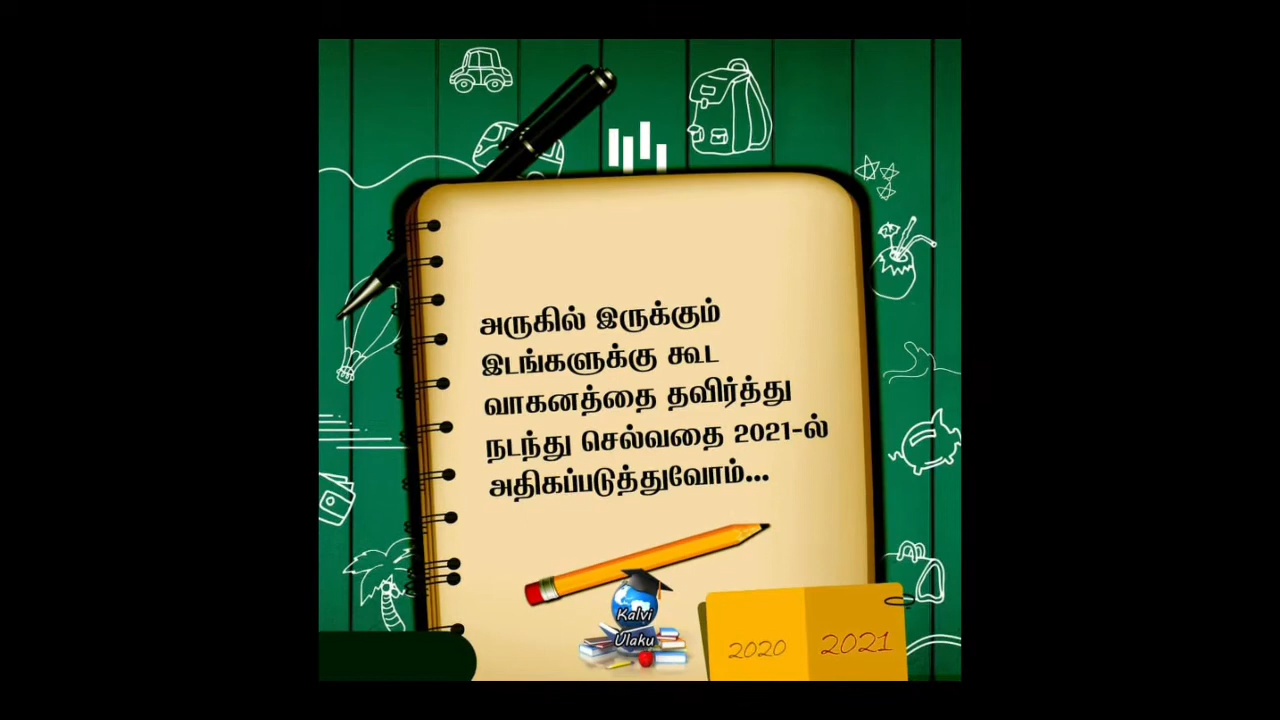 அருகில் இருக்கும்
இடங்களுக்கு கூட
வாகனத்தை தவிர்த்து
நடந்து செல்வதை 2021-ல்
அதிகப்படுத்துவோம்...
Kalvi
Ulaku
2020 2021